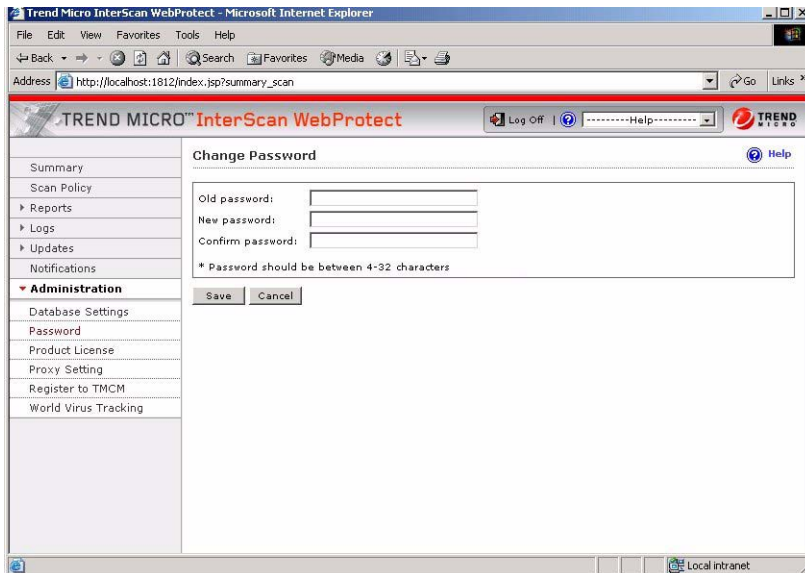 Trend Micro InterScan WebProtect - Microsoft Internet Explorer
File Edit View Favorites Tools Help
Back Search Favorites Media
Address http://localhost:1812/index.jsp?summary_scan Go Links »
TREND MICRO™ InterScan WebProtect Log Off | ---------Help--------- TREND MICRO
Change Password Help
Summary
Scan Policy
Reports
Logs
Updates
Notifications
Administration
Database Settings
Password
Product License
Proxy Setting
Register to TMCM
World Virus Tracking
Old password:
New password:
Confirm password:
* Password should be between 4-32 characters
Save Cancel
Local intranet